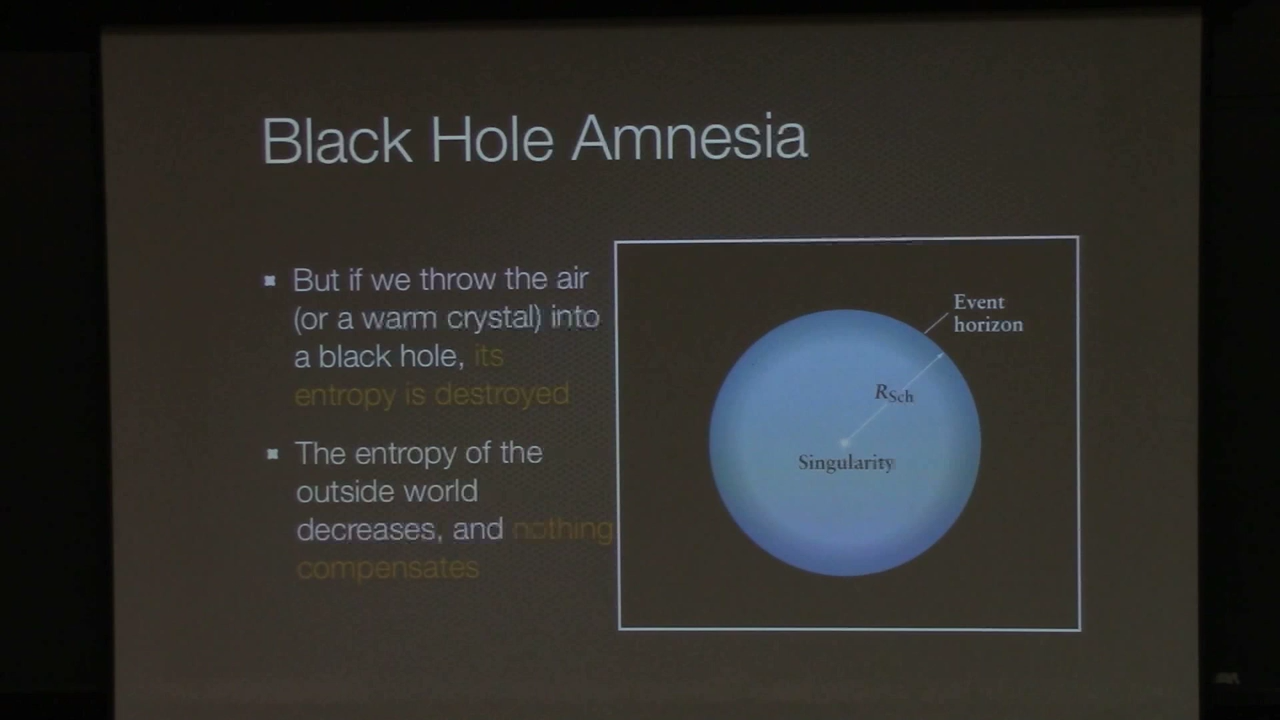 Black Hole Amnesia
But if we throw the air
(or a warm crystal) into
a black hole, its
entropy is destroyed
The entropy of the
outside world
decreases, and nothing
compensates
Event
horizon
RSch
Singularity